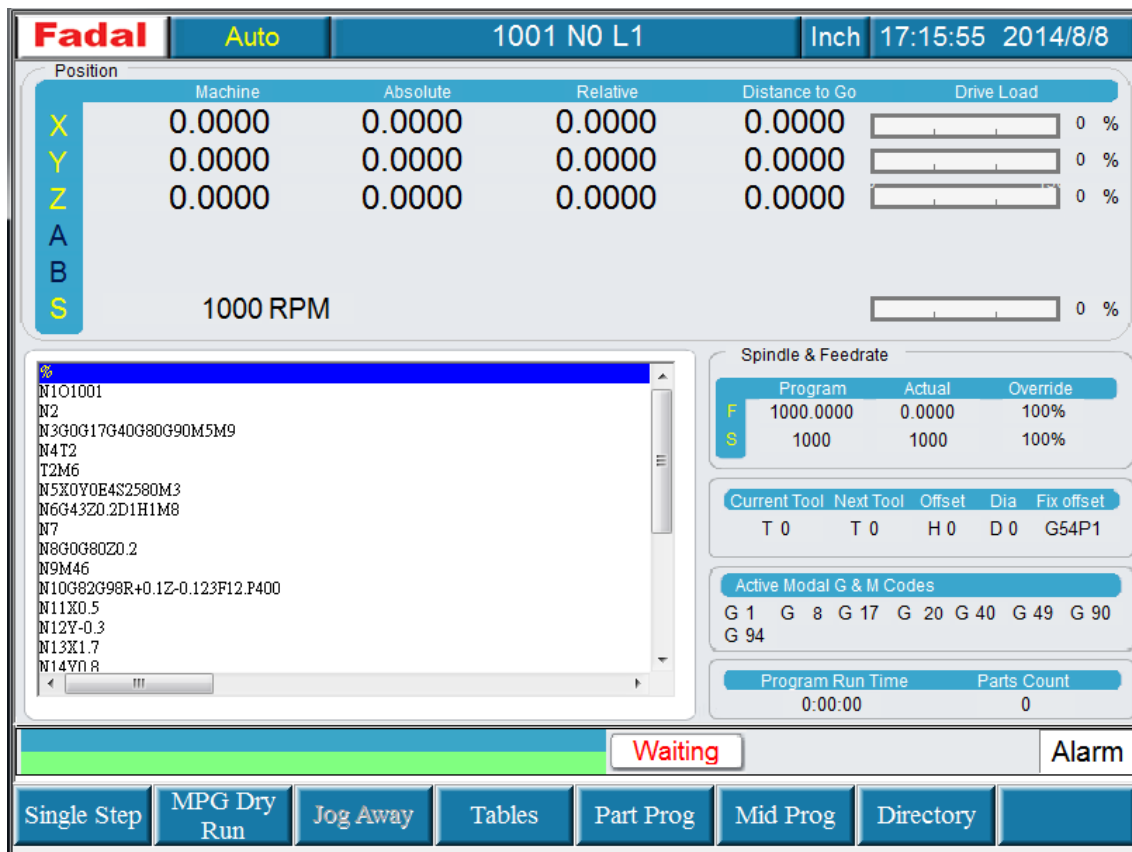 Fadal Auto 1001 N0 L1 Inch 17:15:55 2014/8/8
Position
Machine Absolute Relative Distance to Go Drive Load
X 0.0000 0.0000 0.0000 0.0000 0 %
Y 0.0000 0.0000 0.0000 0.0000 0 %
Z 0.0000 0.0000 0.0000 0.0000 0 %
A
B
S 1000 RPM 0 %
%
N1O1001
N2
N3G0G17G40G80G90M5M9
N4T2
T2M6
N5X0Y0E4S2580M3
N6G43Z0.2D1H1M8
N7
N8G0G80Z0.2
N9M46
N10G82G98R+0.1Z-0.123F12.P400
N11X0.5
N12Y-0.3
N13X1.7
N14Y0.8
Spindle & Feedrate
Program Actual Override
F 1000.0000 0.0000 100%
S 1000 1000 100%
Current Tool Next Tool Offset Dia Fix offset
T 0 T 0 H 0 D 0 G54P1
Active Modal G & M Codes
G 1 G 8 G 17 G 20 G 40 G 49 G 90
G 94
Program Run Time Parts Count
0:00:00 0
Waiting Alarm
Single Step MPG Dry Run Jog Away Tables Part Prog Mid Prog Directory